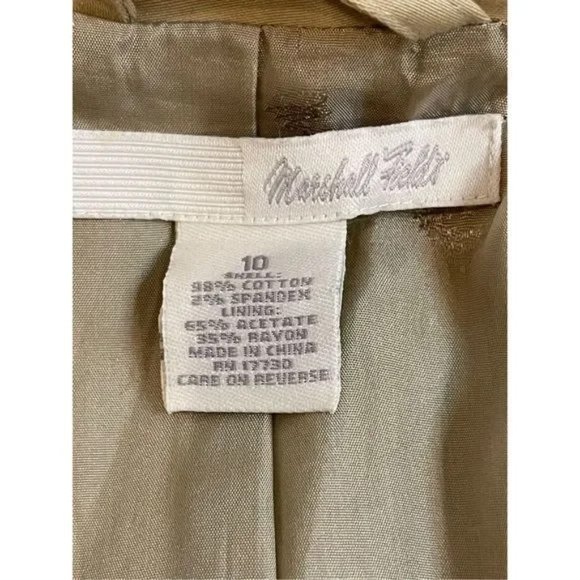 Marshall Field's
10
SHELL:
98% COTTON
2% SPANDEX
LINING:
65% ACETATE
35% RAYON
MADE IN CHINA
RN 17730
CARE ON REVERSE